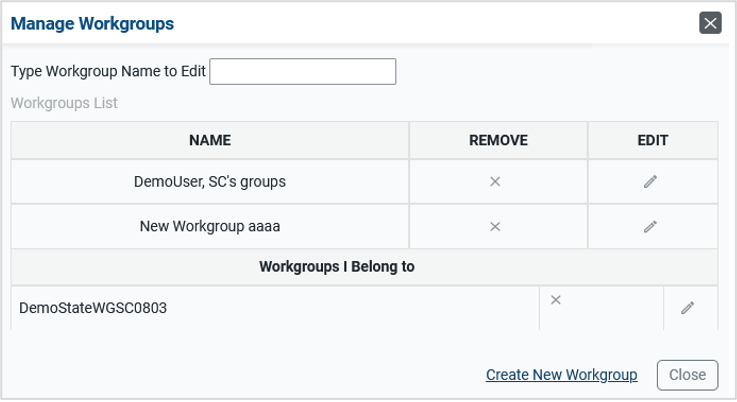 Manage Workgroups
Type Workgroup Name to Edit
Workgroups List
NAME REMOVE EDIT
DemoUser, SC's groups
New Workgroup aaaa
Workgroups I Belong to
DemoStateWGSC0803
Create New Workgroup Close